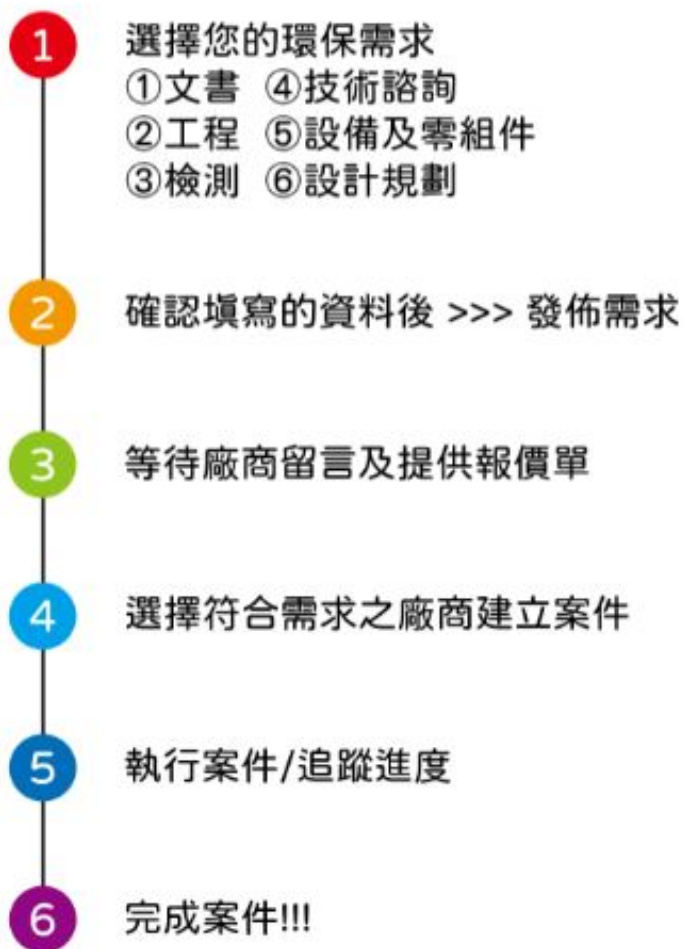 1
選擇您的環保需求
①文書 ④技術諮詢
②工程 ⑤設備及零組件
③檢測 ⑥設計規劃
2
確認填寫的資料後 >>> 發佈需求
3
等待廠商留言及提供報價單
4
選擇符合需求之廠商建立案件
5
執行案件/追蹤進度
6
完成案件!!!